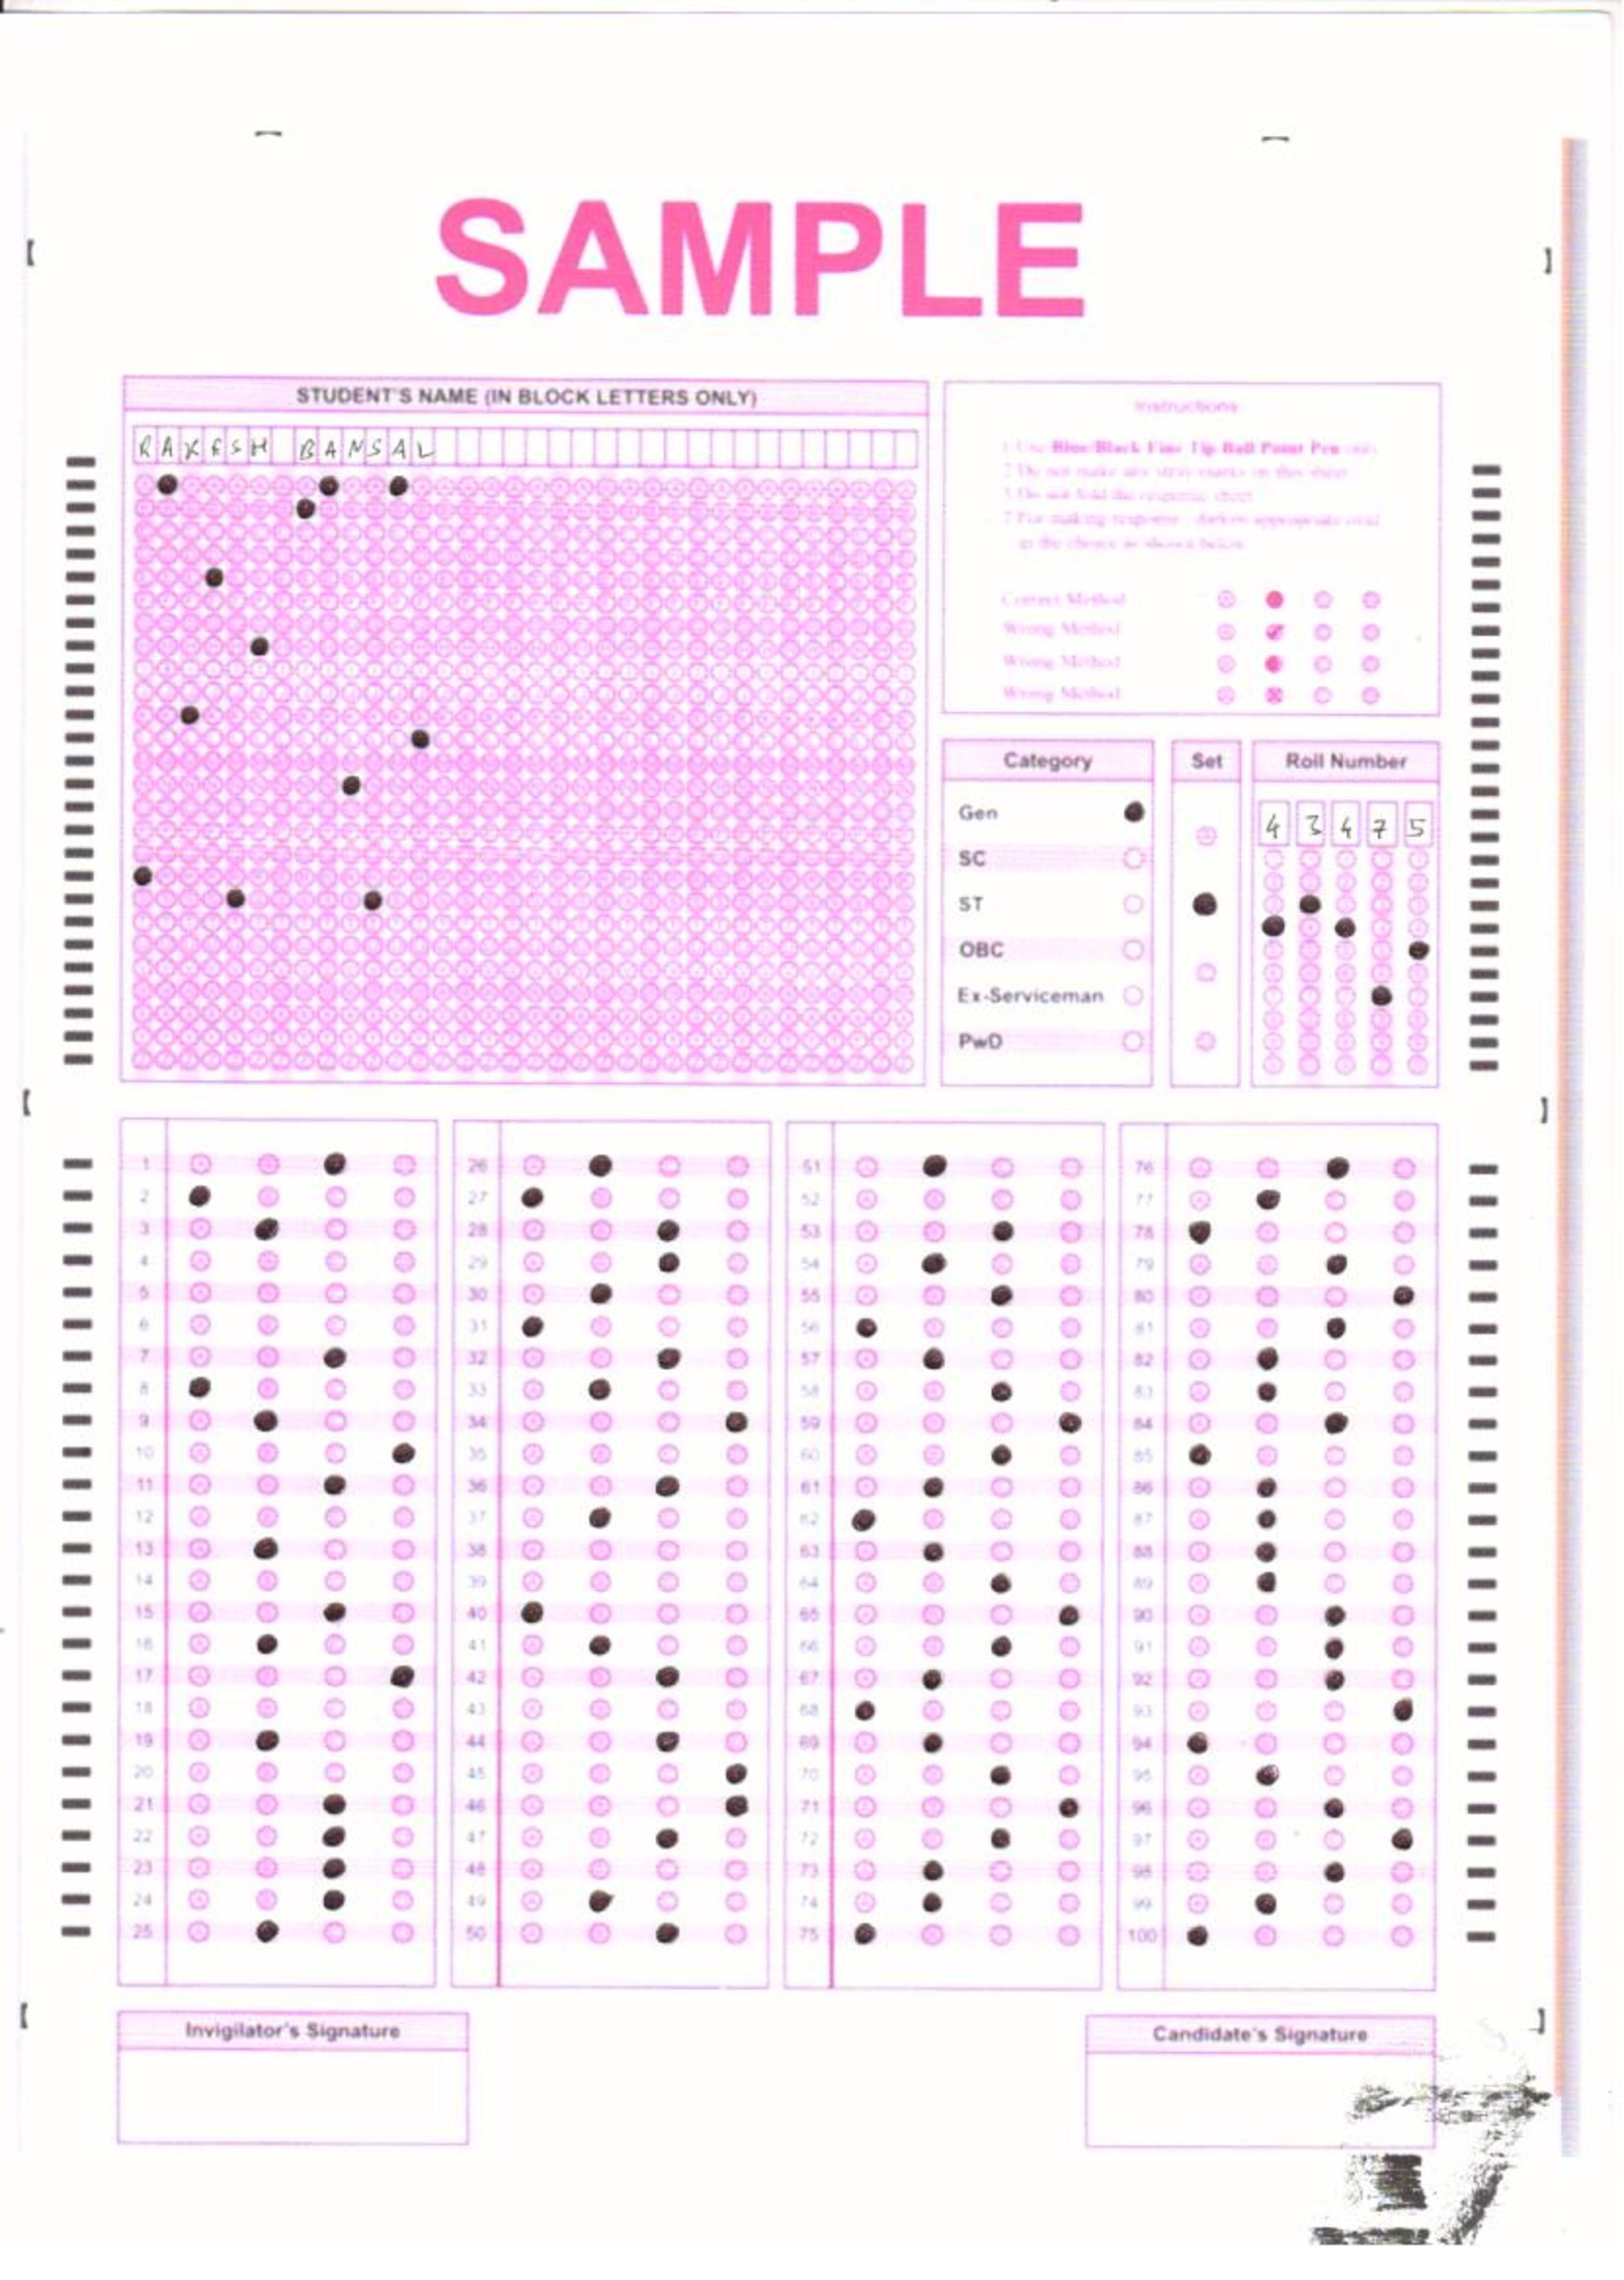 SAMPLE
STUDENT'S NAME (IN BLOCK LETTERS ONLY)
RAKESH BANSAL
Instructions
1 Use Blue/Black Fine Tip Ball Point Pen only
2 Do not make any stray marks on this sheet
3 Do not fold the response sheet
7 For making response, darken appropriate oval
in the choice as shown below
Correct Method
Wrong Method
Wrong Method
Wrong Method
Category Set Roll Number
Gen
SC
ST
OBC
Ex-Serviceman
PwD
4 3 4 7 5
1 26 51 76
2 27 52 77
3 28 53 78
4 29 54 79
5 30 55 80
6 31 56 81
7 32 57 82
8 33 58 83
9 34 59 84
10 35 60 85
11 36 61 86
12 37 62 87
13 38 63 88
14 39 64 89
15 40 65 90
16 41 66 91
17 42 67 92
18 43 68 93
19 44 69 94
20 45 70 95
21 46 71 96
22 47 72 97
23 48 73 98
24 49 74 99
25 50 75 100
Invigilator's Signature
Candidate's Signature